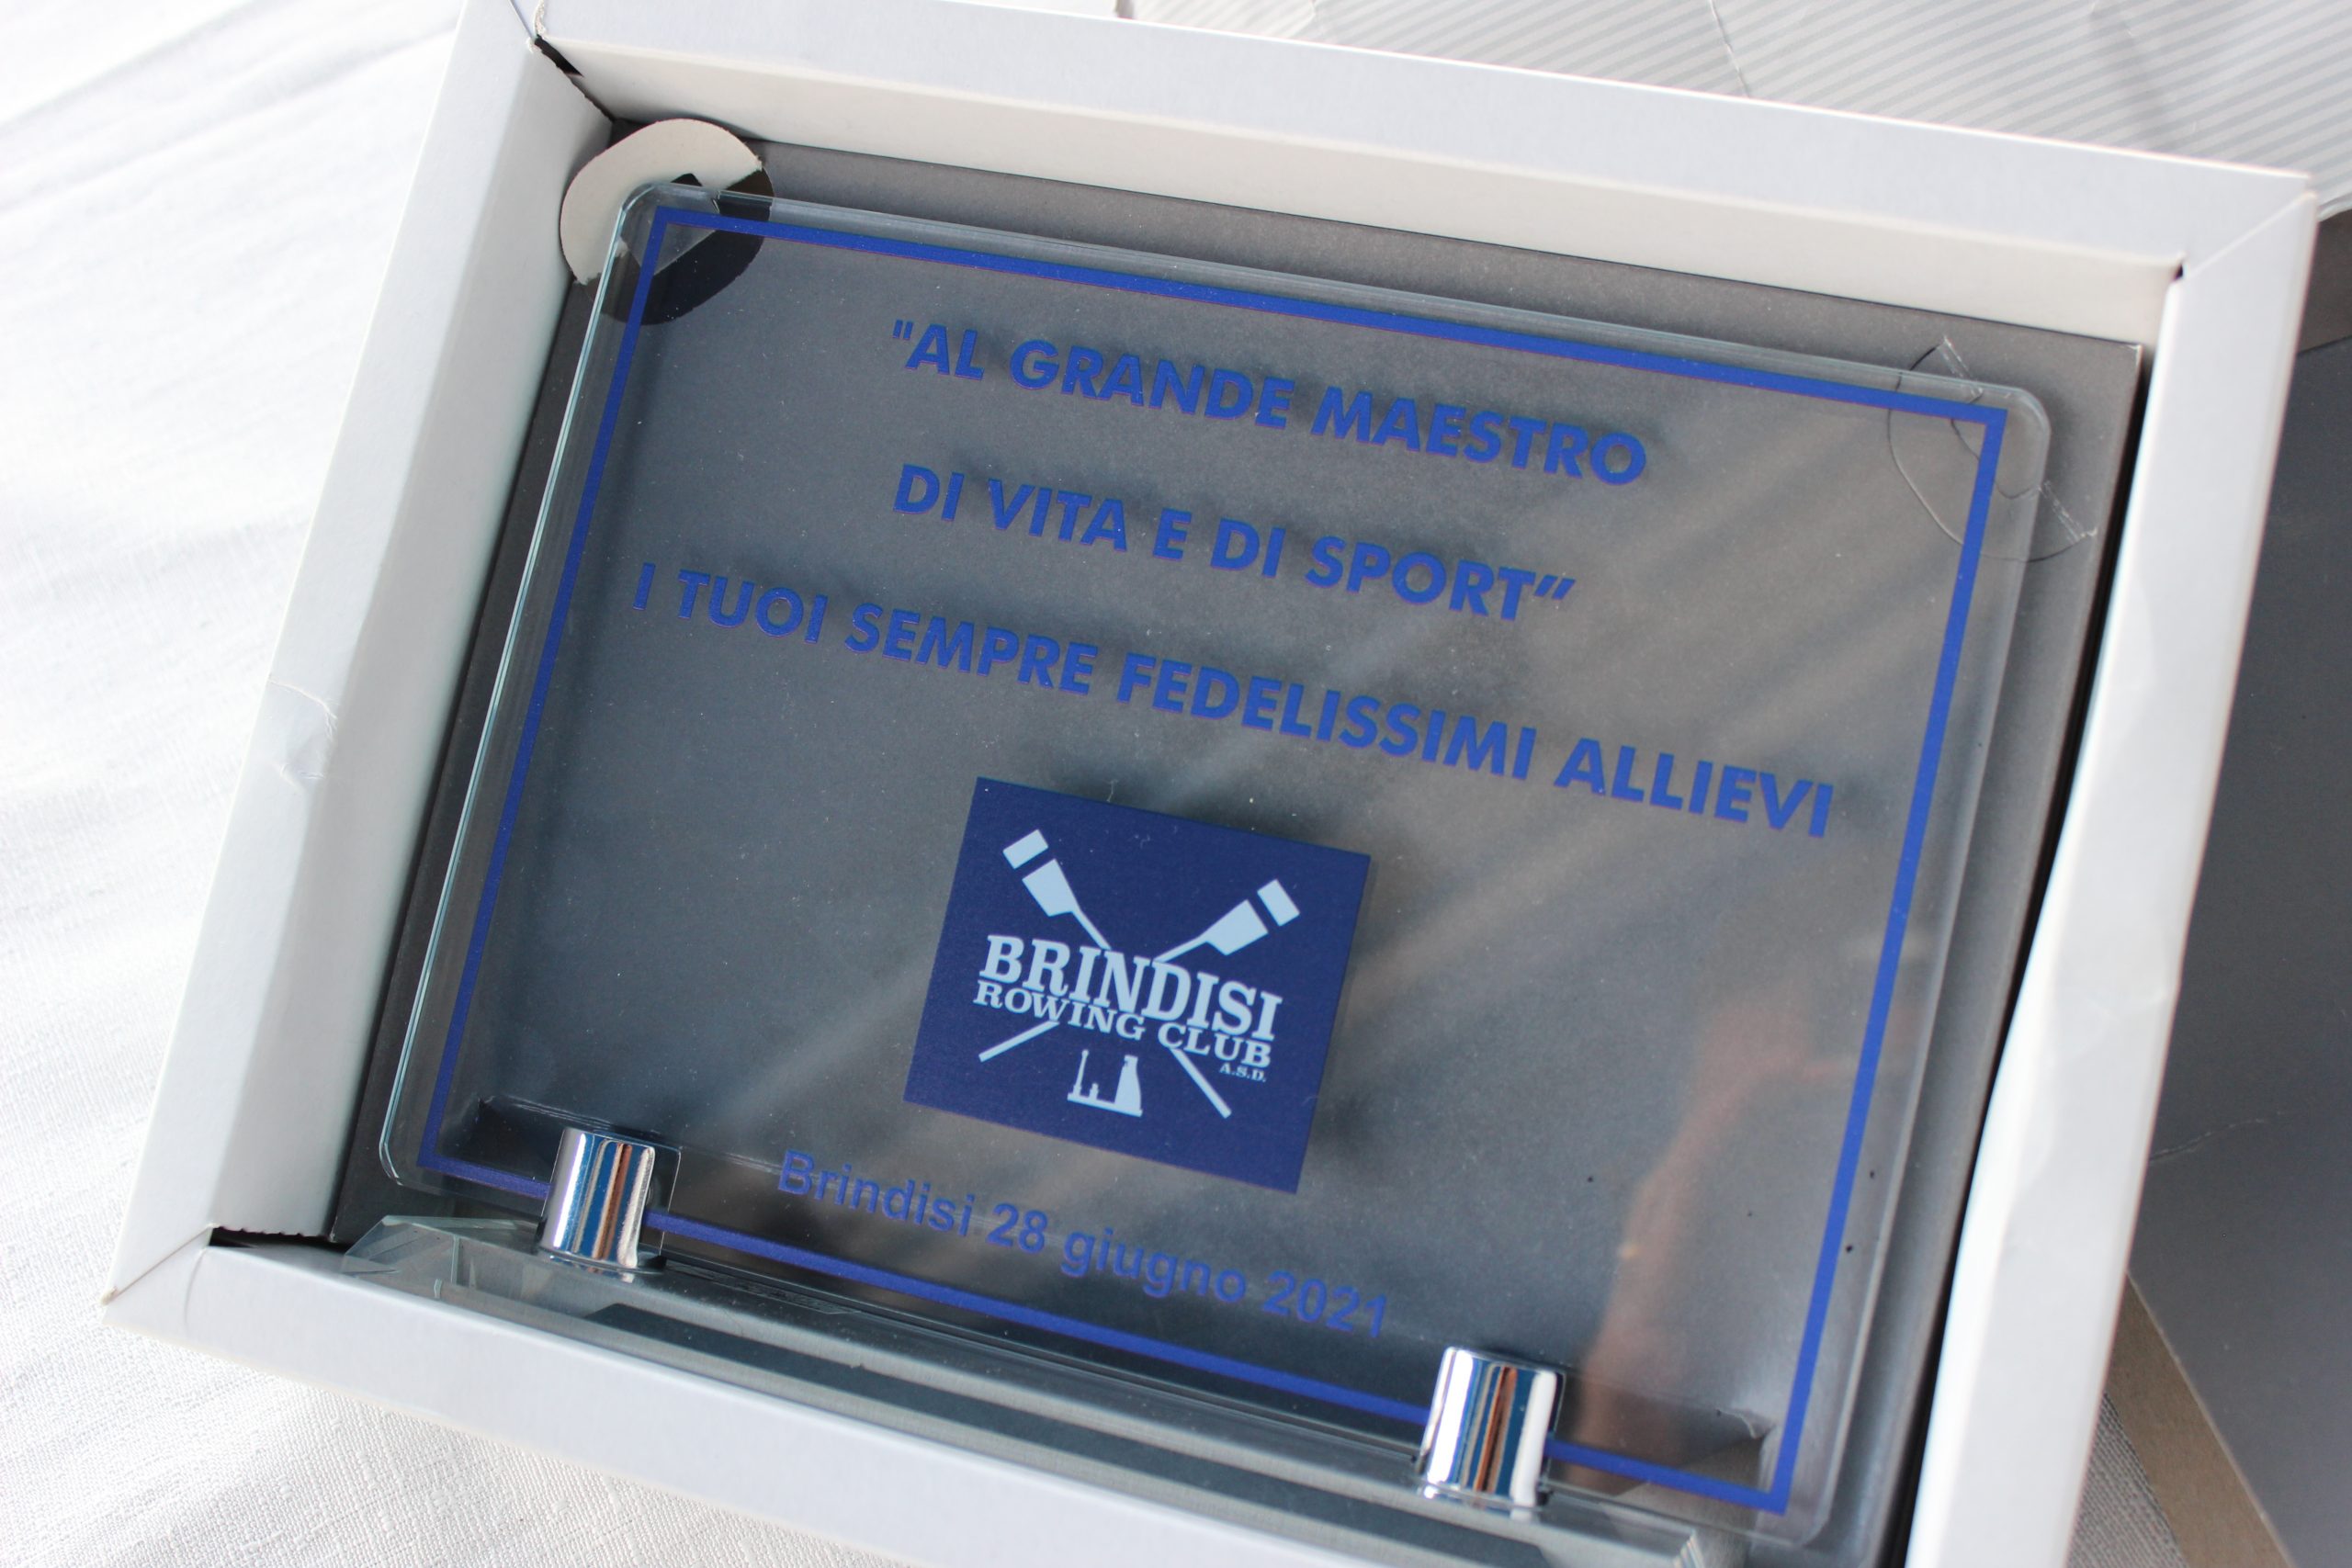 "AL GRANDE MAESTRO
DI VITA E DI SPORT”
I TUOI SEMPRE FEDELISSIMI ALLIEVI
BRINDISI
ROWING CLUB
A.S.D.
Brindisi 28 giugno 2021